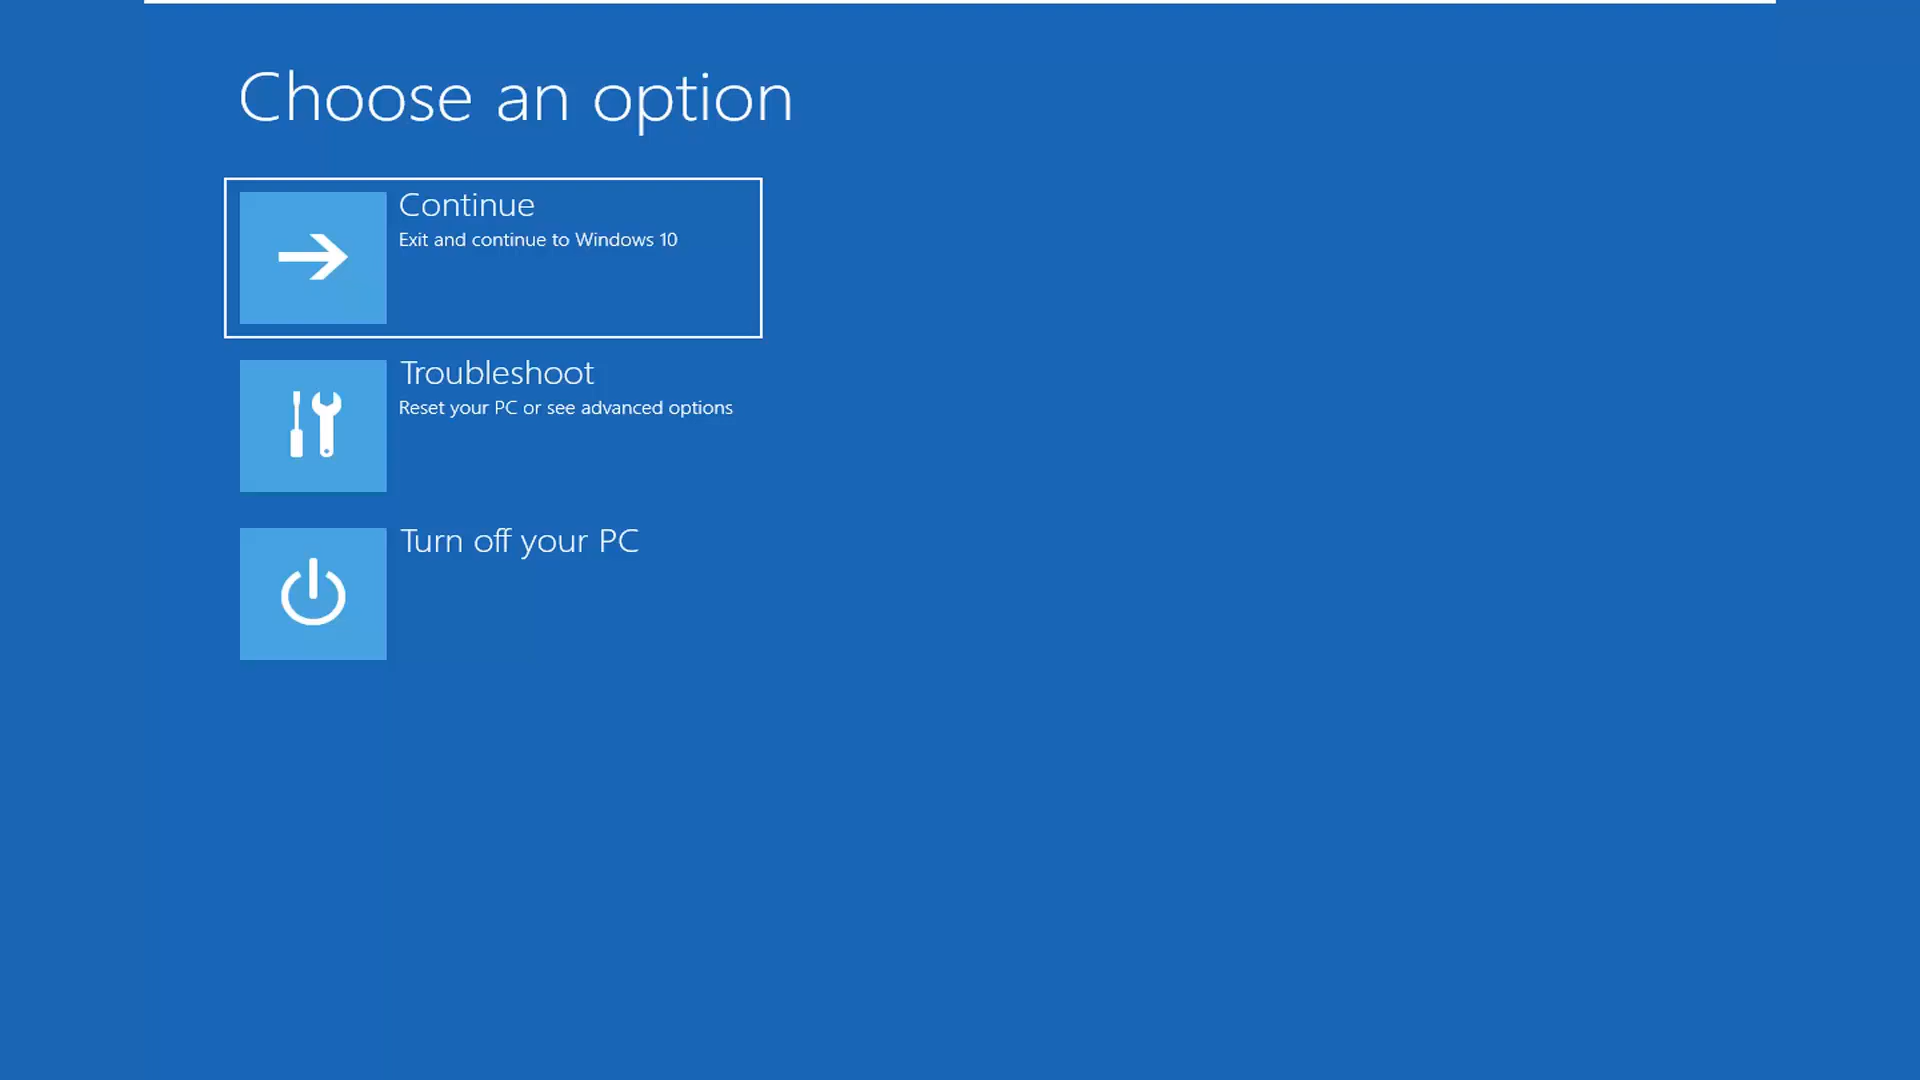 Choose an option
Continue
Exit and continue to Windows 10
Troubleshoot
Reset your PC or see advanced options
Turn off your PC